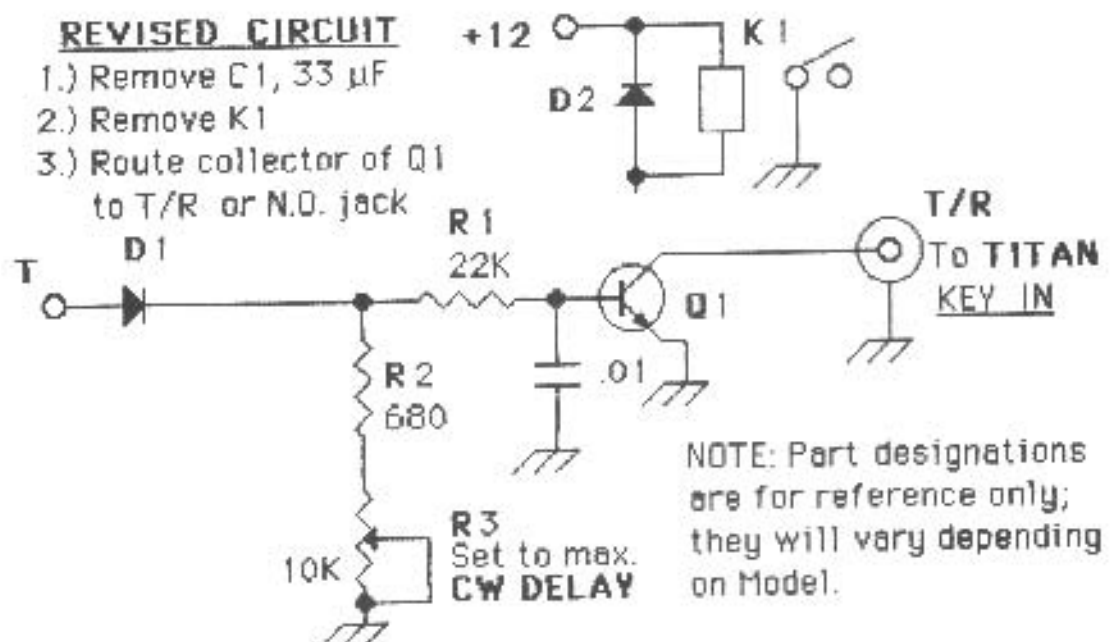 REVISED CIRCUIT
1.) Remove C1, 33 µF
2.) Remove K1
3.) Route collector of Q1
to T/R or N.O. jack
+12
K1
D2
T/R
To TITAN
KEY IN
T
D1
R1
22K
Q1
R2
680
.01
R3
Set to max.
CW DELAY
10K
NOTE: Part designations
are for reference only;
they will vary depending
on Model.